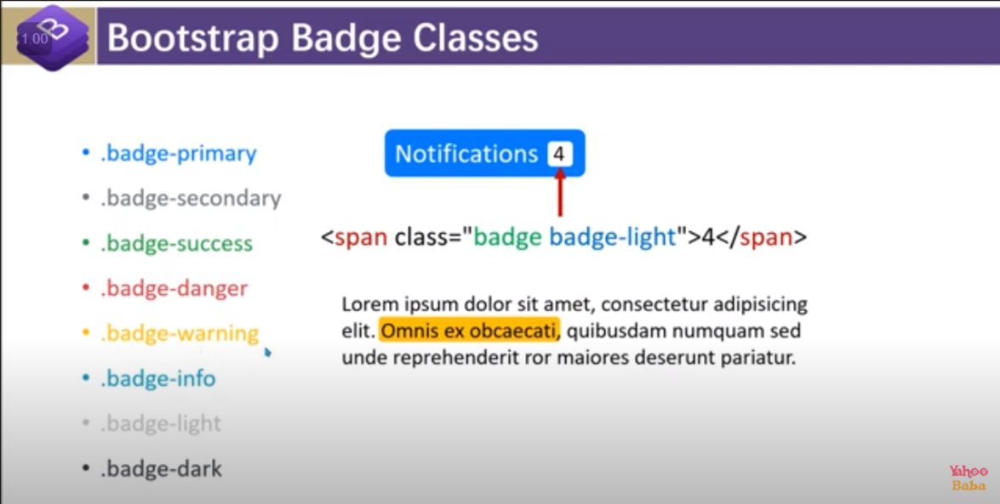 1.00
Bootstrap Badge Classes
• .badge-primary
• .badge-secondary
• .badge-success
• .badge-danger
• .badge-warning
• .badge-info
• .badge-light
• .badge-dark
Notifications 4
<span class="badge badge-light">4</span>
Lorem ipsum dolor sit amet, consectetur adipisicing
elit. Omnis ex obcaecati, quibusdam numquam sed
unde reprehenderit ror maiores deserunt pariatur.
Yahoo
Baba